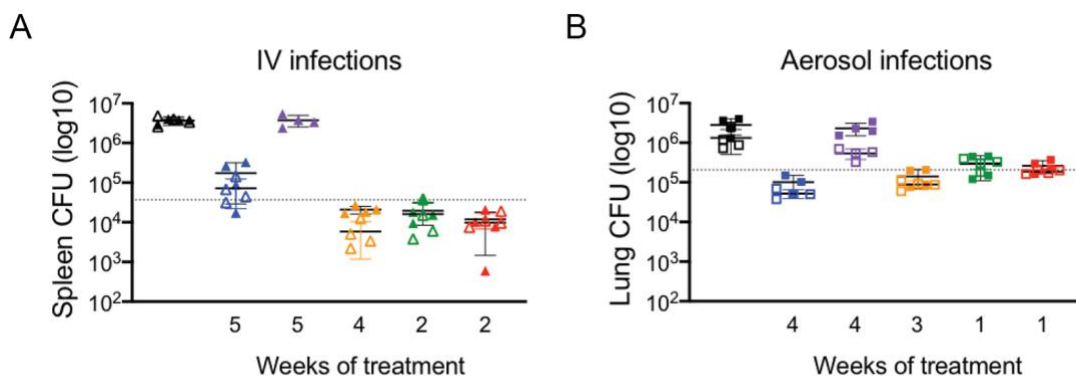 A
IV infections
Spleen CFU (log10)
10^7
10^6
10^5
10^4
10^3
10^2
5 5 4 2 2
Weeks of treatment
B
Aerosol infections
Lung CFU (log10)
10^7
10^6
10^5
10^4
10^3
10^2
4 4 3 1 1
Weeks of treatment